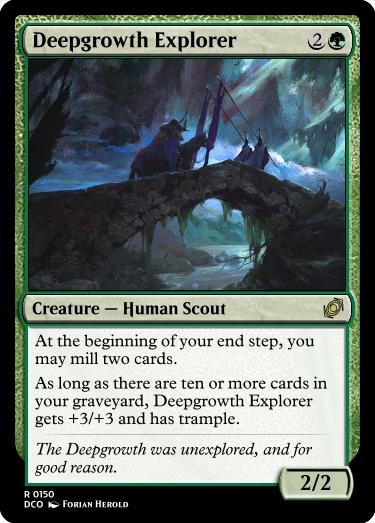 Deepgrowth Explorer 2
Creature — Human Scout
At the beginning of your end step, you
may mill two cards.
As long as there are ten or more cards in
your graveyard, Deepgrowth Explorer
gets +3/+3 and has trample.
The Deepgrowth was unexplored, and for
good reason.
2/2
R 0150
DCO Forian Herold